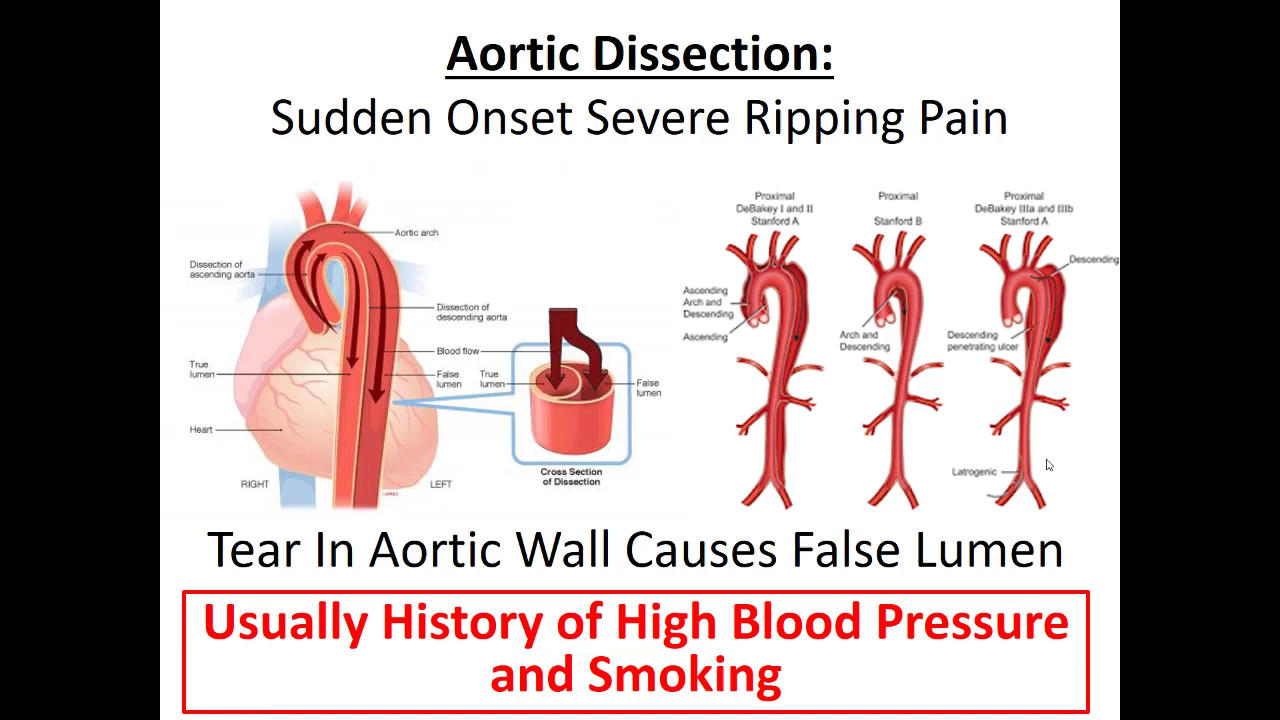 Aortic Dissection:
Sudden Onset Severe Ripping Pain
Aortic arch
Dissection of
ascending aorta
Dissection of
descending aorta
Blood flow
True
lumen
False
lumen
True
lumen
False
lumen
Heart
RIGHT
LEFT
Cross Section
of Dissection
Proximal
DeBakey I and II
Stanford A
Proximal
Stanford B
Proximal
DeBakey IIIa and IIIb
Stanford A
Descending
Ascending
Arch and
Descending
Ascending
Arch and
Descending
Descending
penetrating ulcer
Latrogenic
Tear In Aortic Wall Causes False Lumen
Usually History of High Blood Pressure
and Smoking